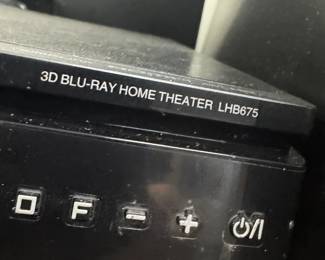 3D BLU-RAY HOME THEATER LHB675
F - + ⏻/I